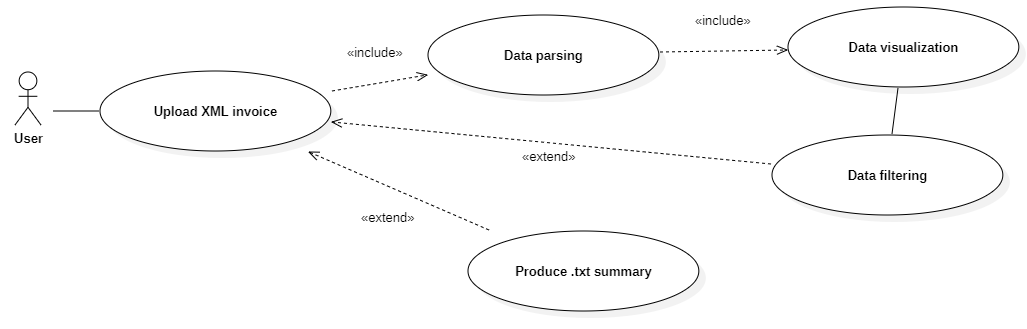 «include»
Data visualization
«include»
Data parsing
Upload XML invoice
User
«extend»
Data filtering
«extend»
Produce .txt summary